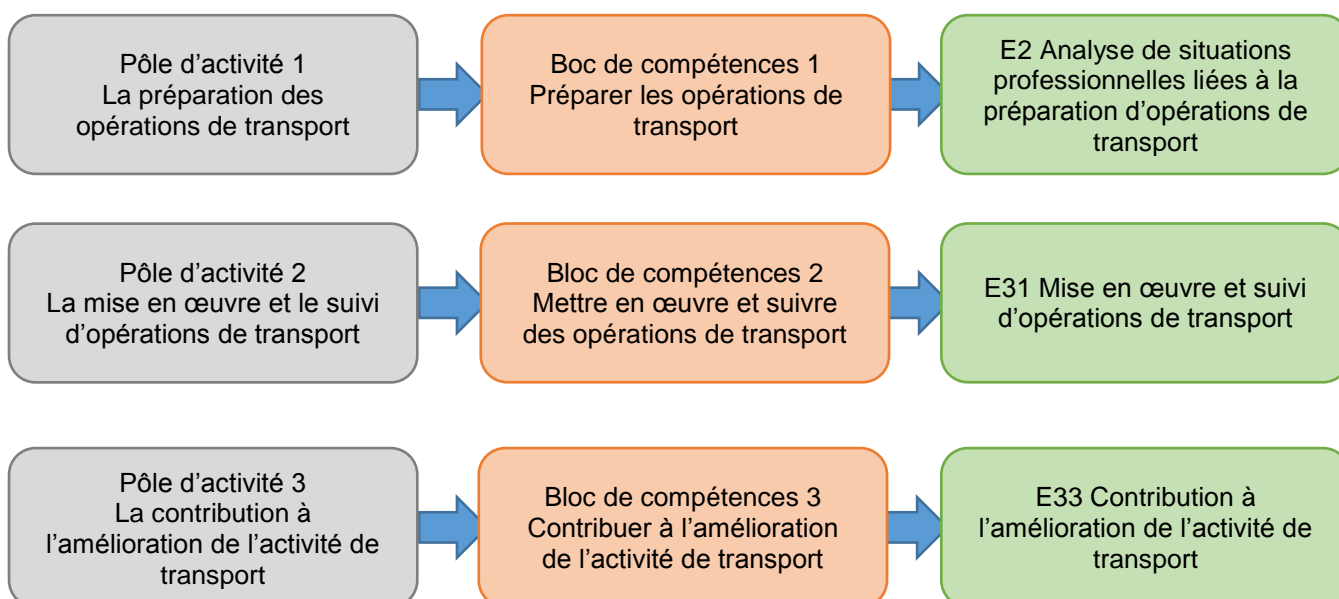 Pôle d’activité 1
La préparation des
opérations de transport
Boc de compétences 1
Préparer les opérations de
transport
E2 Analyse de situations
professionnelles liées à la
préparation d’opérations de
transport
Pôle d’activité 2
La mise en œuvre et le suivi
d’opérations de transport
Bloc de compétences 2
Mettre en œuvre et suivre
des opérations de transport
E31 Mise en œuvre et suivi
d’opérations de transport
Pôle d’activité 3
La contribution à
l’amélioration de l’activité de
transport
Bloc de compétences 3
Contribuer à l’amélioration
de l’activité de transport
E33 Contribution à
l’amélioration de l’activité de
transport